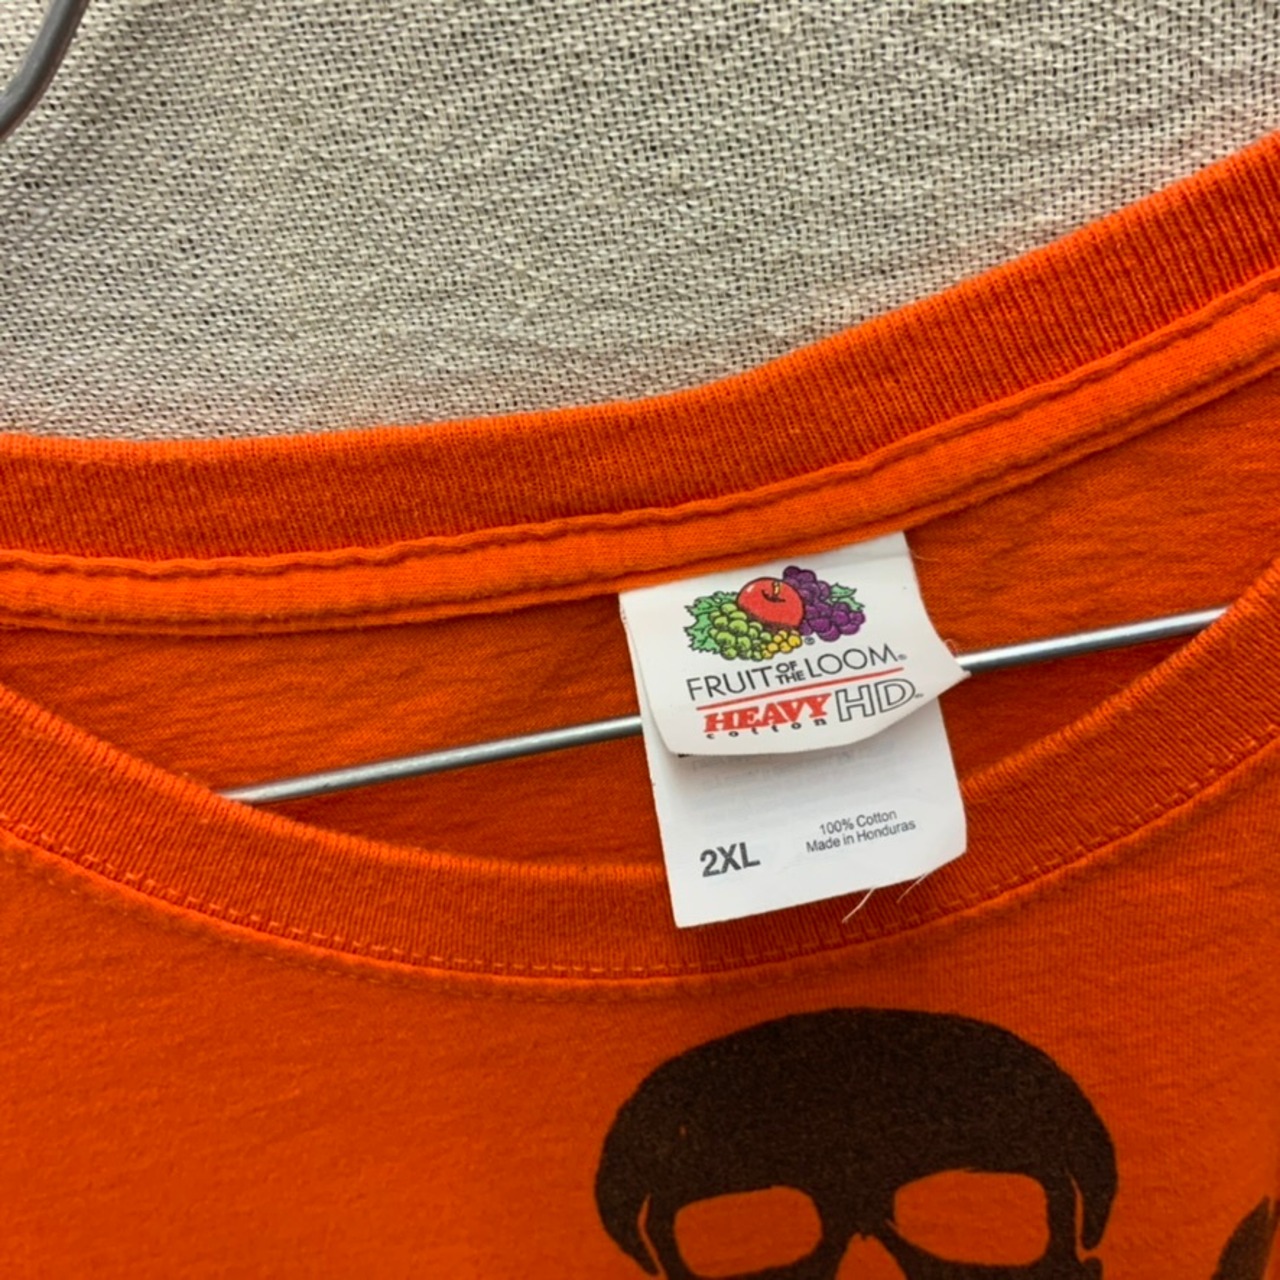 FRUIT OF THE LOOM®
HEAVY HD®
cotton
2XL
100% Cotton
Made in Honduras